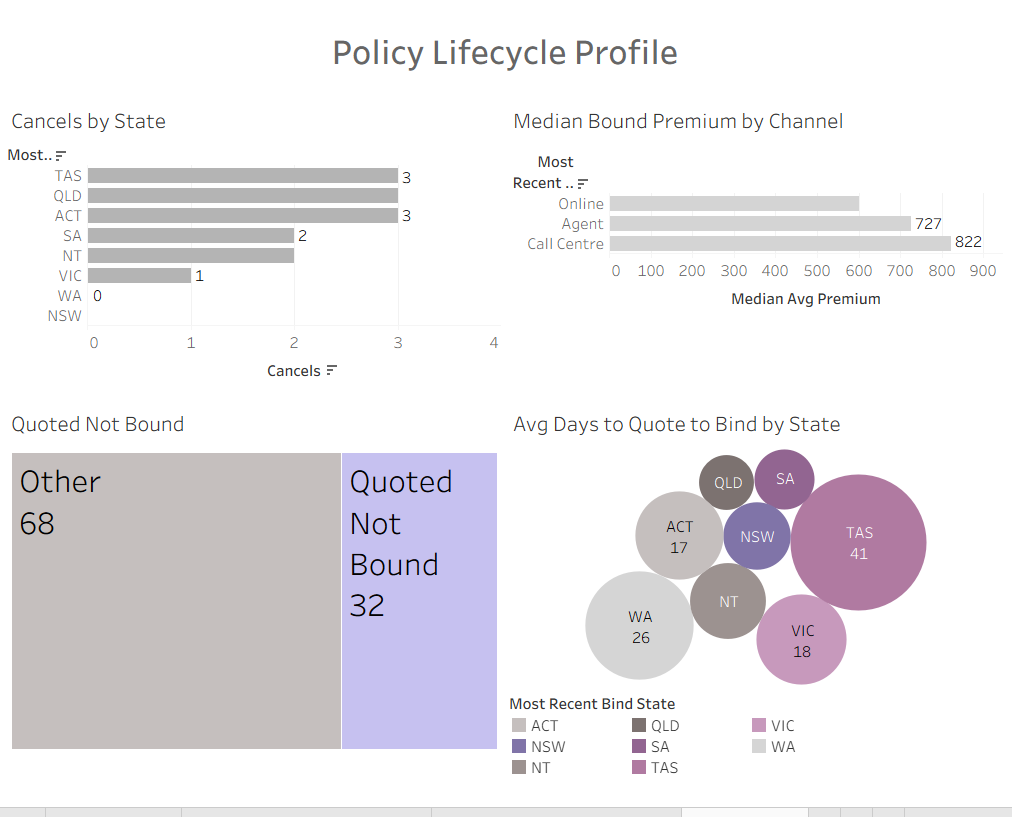 Policy Lifecycle Profile
Cancels by State
Most..
TAS 3
QLD
ACT 3
SA 2
NT
VIC 1
WA 0
NSW
0 1 2 3 4
Cancels
Median Bound Premium by Channel
Most
Recent ..
Online
Agent 727
Call Centre 822
0 100 200 300 400 500 600 700 800 900
Median Avg Premium
Quoted Not Bound
Other
68
Quoted
Not
Bound
32
Avg Days to Quote to Bind by State
QLD
SA
ACT
17
NSW
TAS
41
NT
WA
26
VIC
18
Most Recent Bind State
ACT QLD VIC
NSW SA WA
NT TAS